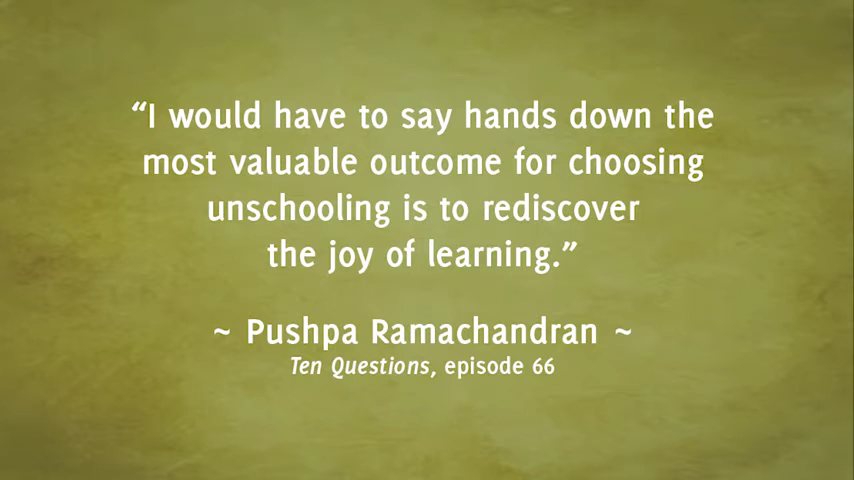 “I would have to say hands down the
most valuable outcome for choosing
unschooling is to rediscover
the joy of learning.”
~ Pushpa Ramachandran ~
Ten Questions, episode 66